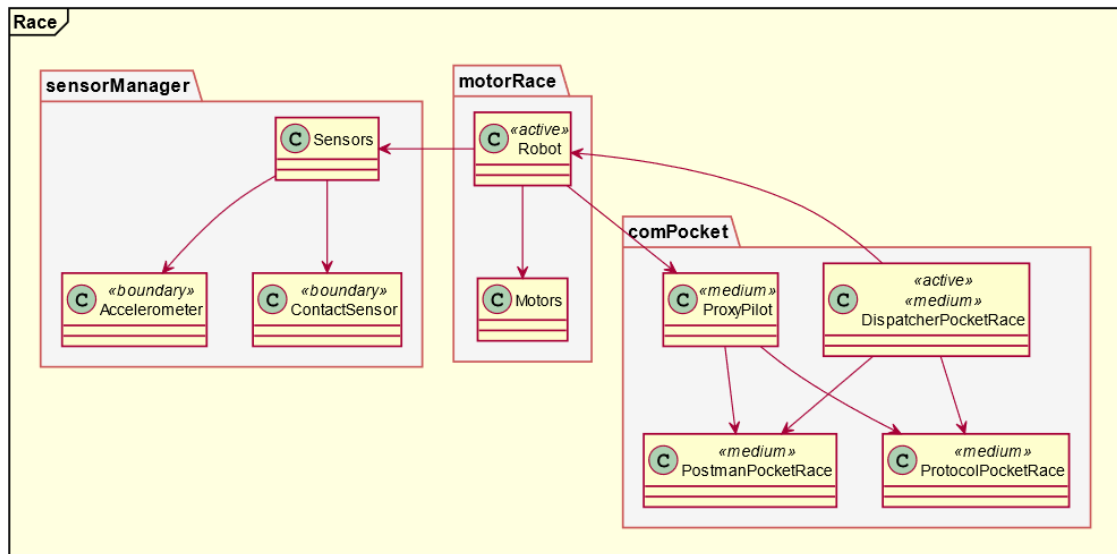 Race
sensorManager
motorRace
C
Sensors
C
«active»
Robot
comPocket
C
«boundary»
Accelerometer
C
«boundary»
ContactSensor
C
Motors
C
«medium»
ProxyPilot
C
«active»
«medium»
DispatcherPocketRace
C
«medium»
PostmanPocketRace
C
«medium»
ProtocolPocketRace